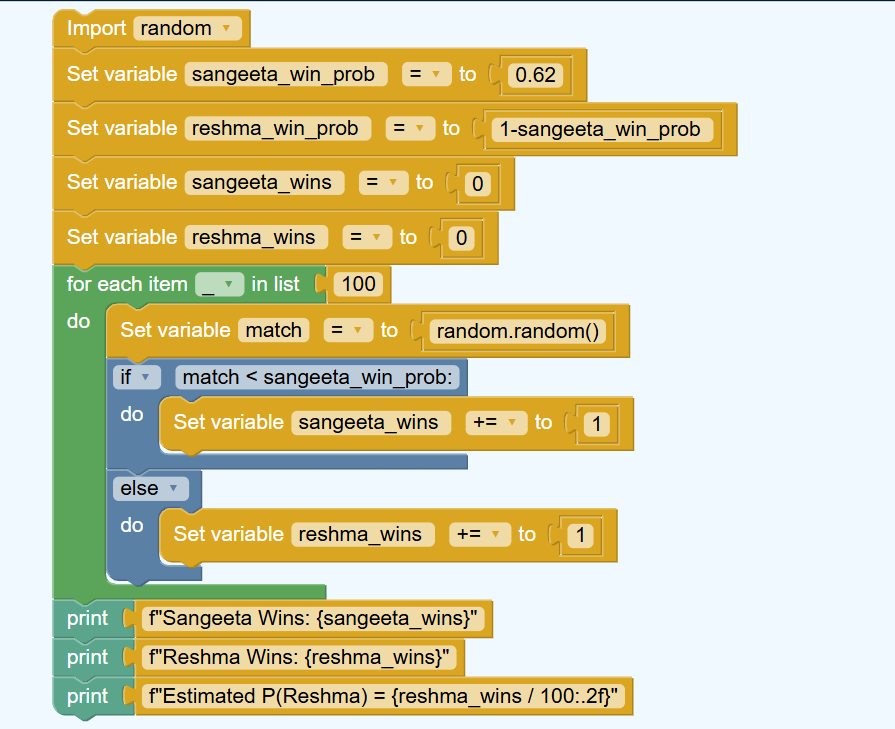 Import random
Set variable sangeeta_win_prob = to 0.62
Set variable reshma_win_prob = to 1-sangeeta_win_prob
Set variable sangeeta_wins = to 0
Set variable reshma_wins = to 0
for each item _ in list 100
do Set variable match = to random.random()
if match < sangeeta_win_prob:
do Set variable sangeeta_wins += to 1
else
do Set variable reshma_wins += to 1
print f"Sangeeta Wins: {sangeeta_wins}"
print f"Reshma Wins: {reshma_wins}"
print f"Estimated P(Reshma) = {reshma_wins / 100:.2f}"